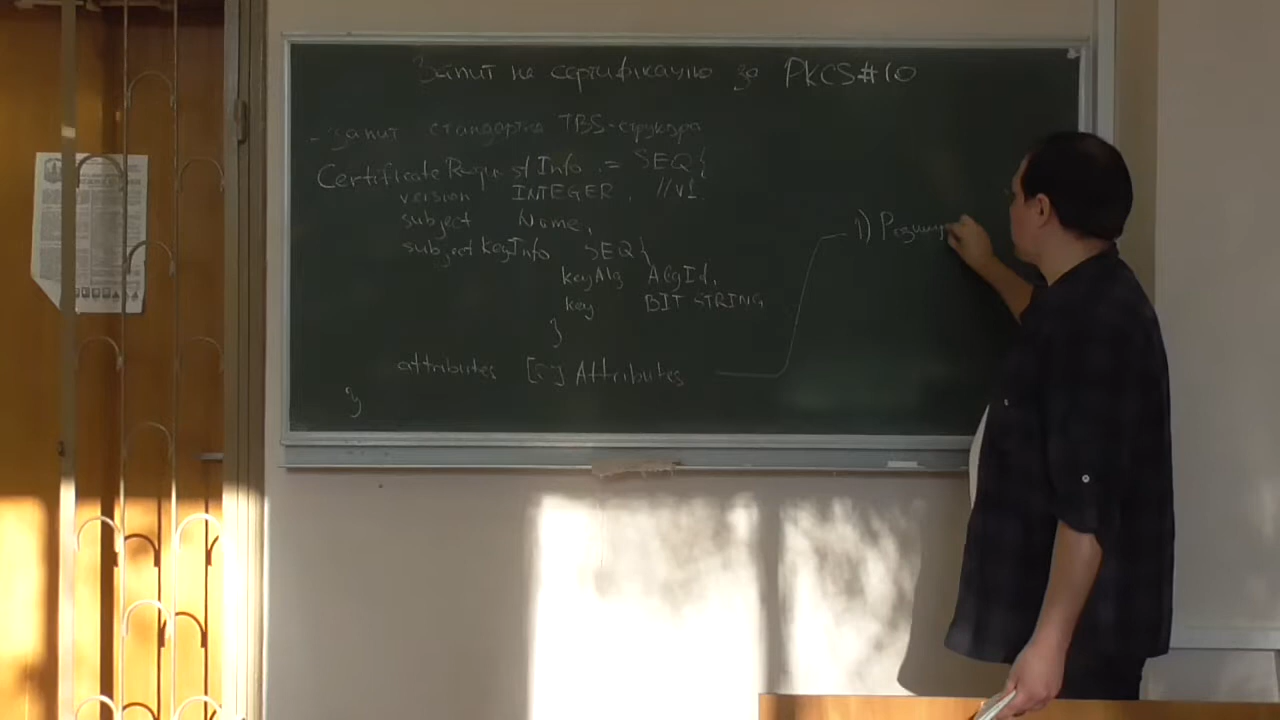 Запит на сертифікацію за PKCS#10
- запит стандартна TBS-структура
CertificateRequestInfo := SEQ{
version INTEGER, //v1.
subject Name,
subjectKeyInfo SEQ{
keyAlg AlgId,
key BIT STRING
}
attributes [0] Attributes
}
1) Розшир